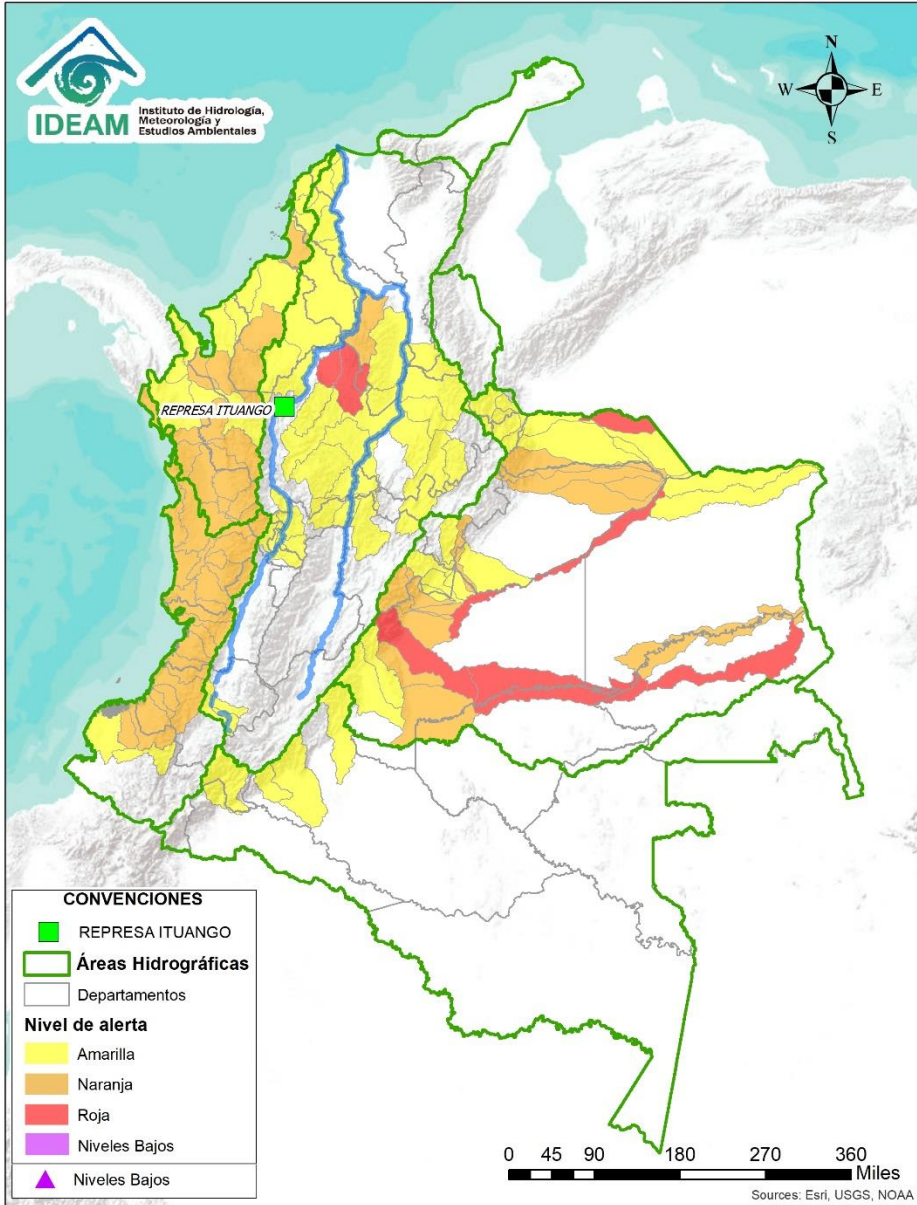 IDEAM
Instituto de Hidrología,
Meteorología y
Estudios Ambientales
N
W E
S
REPRESA ITUANGO
CONVENCIONES
REPRESA ITUANGO
Áreas Hidrográficas
Departamentos
Nivel de alerta
Amarilla
Naranja
Roja
Niveles Bajos
Niveles Bajos
0 45 90 180 270 360
Miles
Sources: Esri, USGS, NOAA